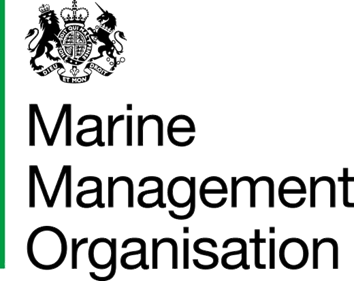 DIEU ET MON DROIT
Marine
Management
Organisation